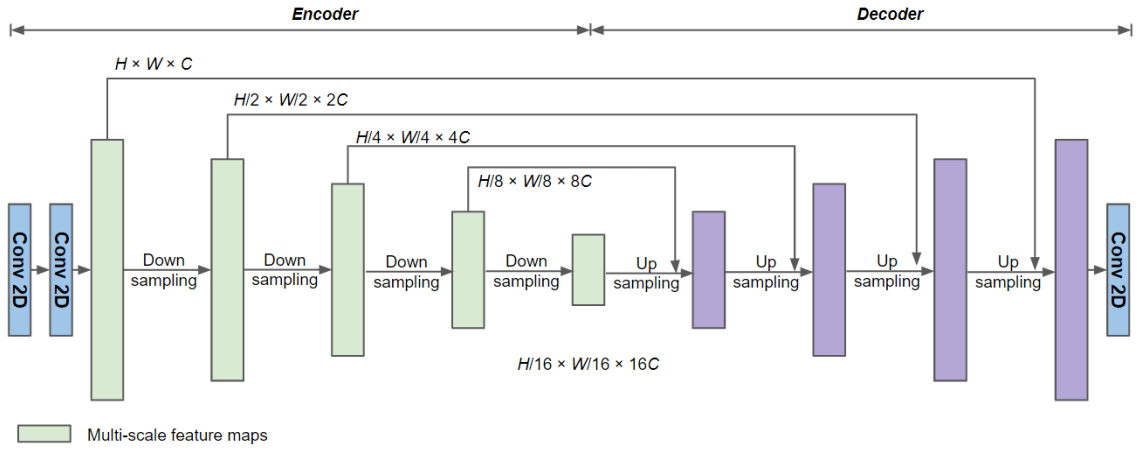 Encoder
Decoder
H × W × C
H/2 × W/2 × 2C
H/4 × W/4 × 4C
H/8 × W/8 × 8C
Conv 2D
Conv 2D
Down
sampling
Down
sampling
Down
sampling
Down
sampling
Up
sampling
Up
sampling
Up
sampling
Up
sampling
Conv 2D
H/16 × W/16 × 16C
Multi-scale feature maps